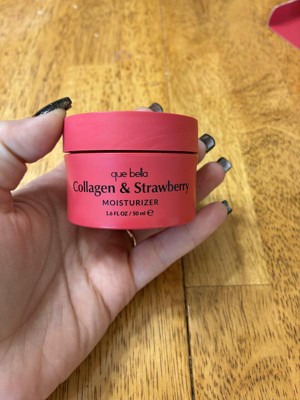 que bella
Collagen & Strawberry
MOISTURIZER
1.6 FL OZ / 50 ml ℮